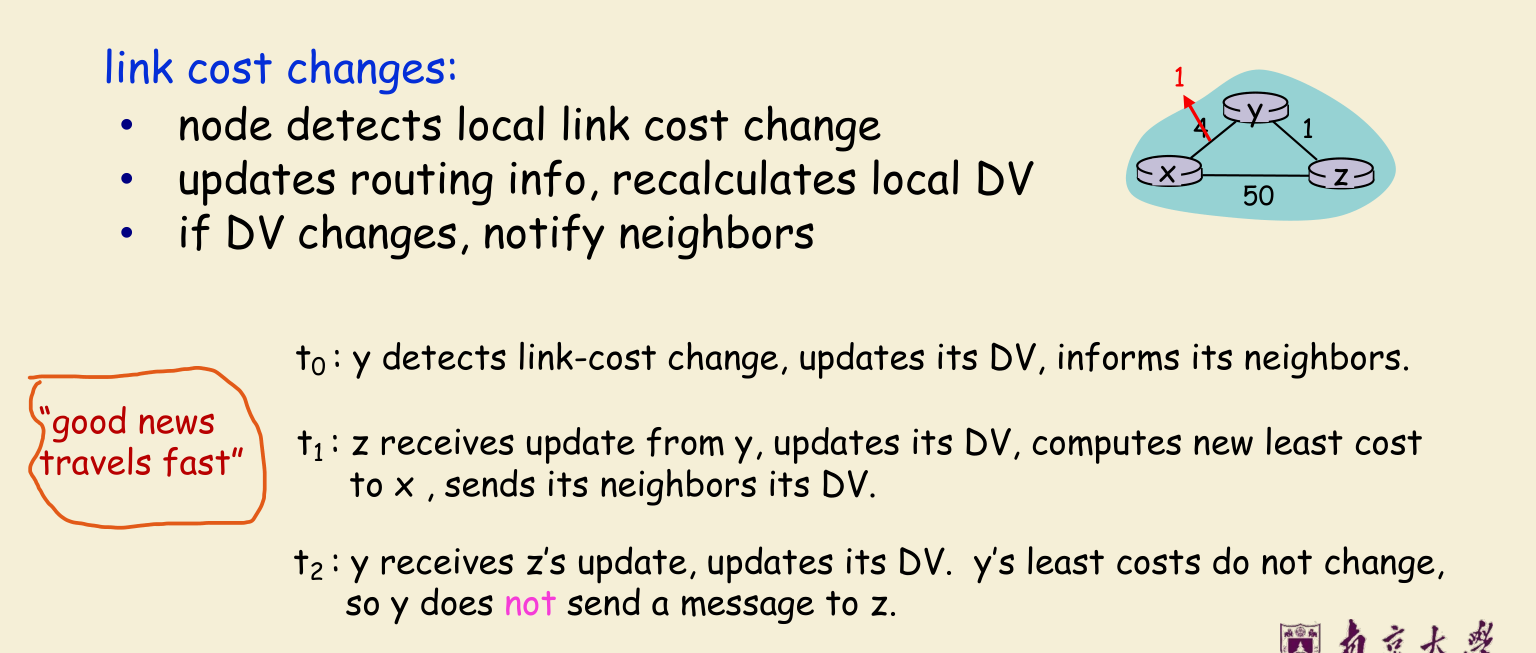 link cost changes:
• node detects local link cost change
• updates routing info, recalculates local DV
• if DV changes, notify neighbors
1
4
y
1
x
z
50
"good news
travels fast"
t0 : y detects link-cost change, updates its DV, informs its neighbors.
t1 : z receives update from y, updates its DV, computes new least cost
to x , sends its neighbors its DV.
t2 : y receives z's update, updates its DV. y's least costs do not change,
so y does not send a message to z.
南京大学